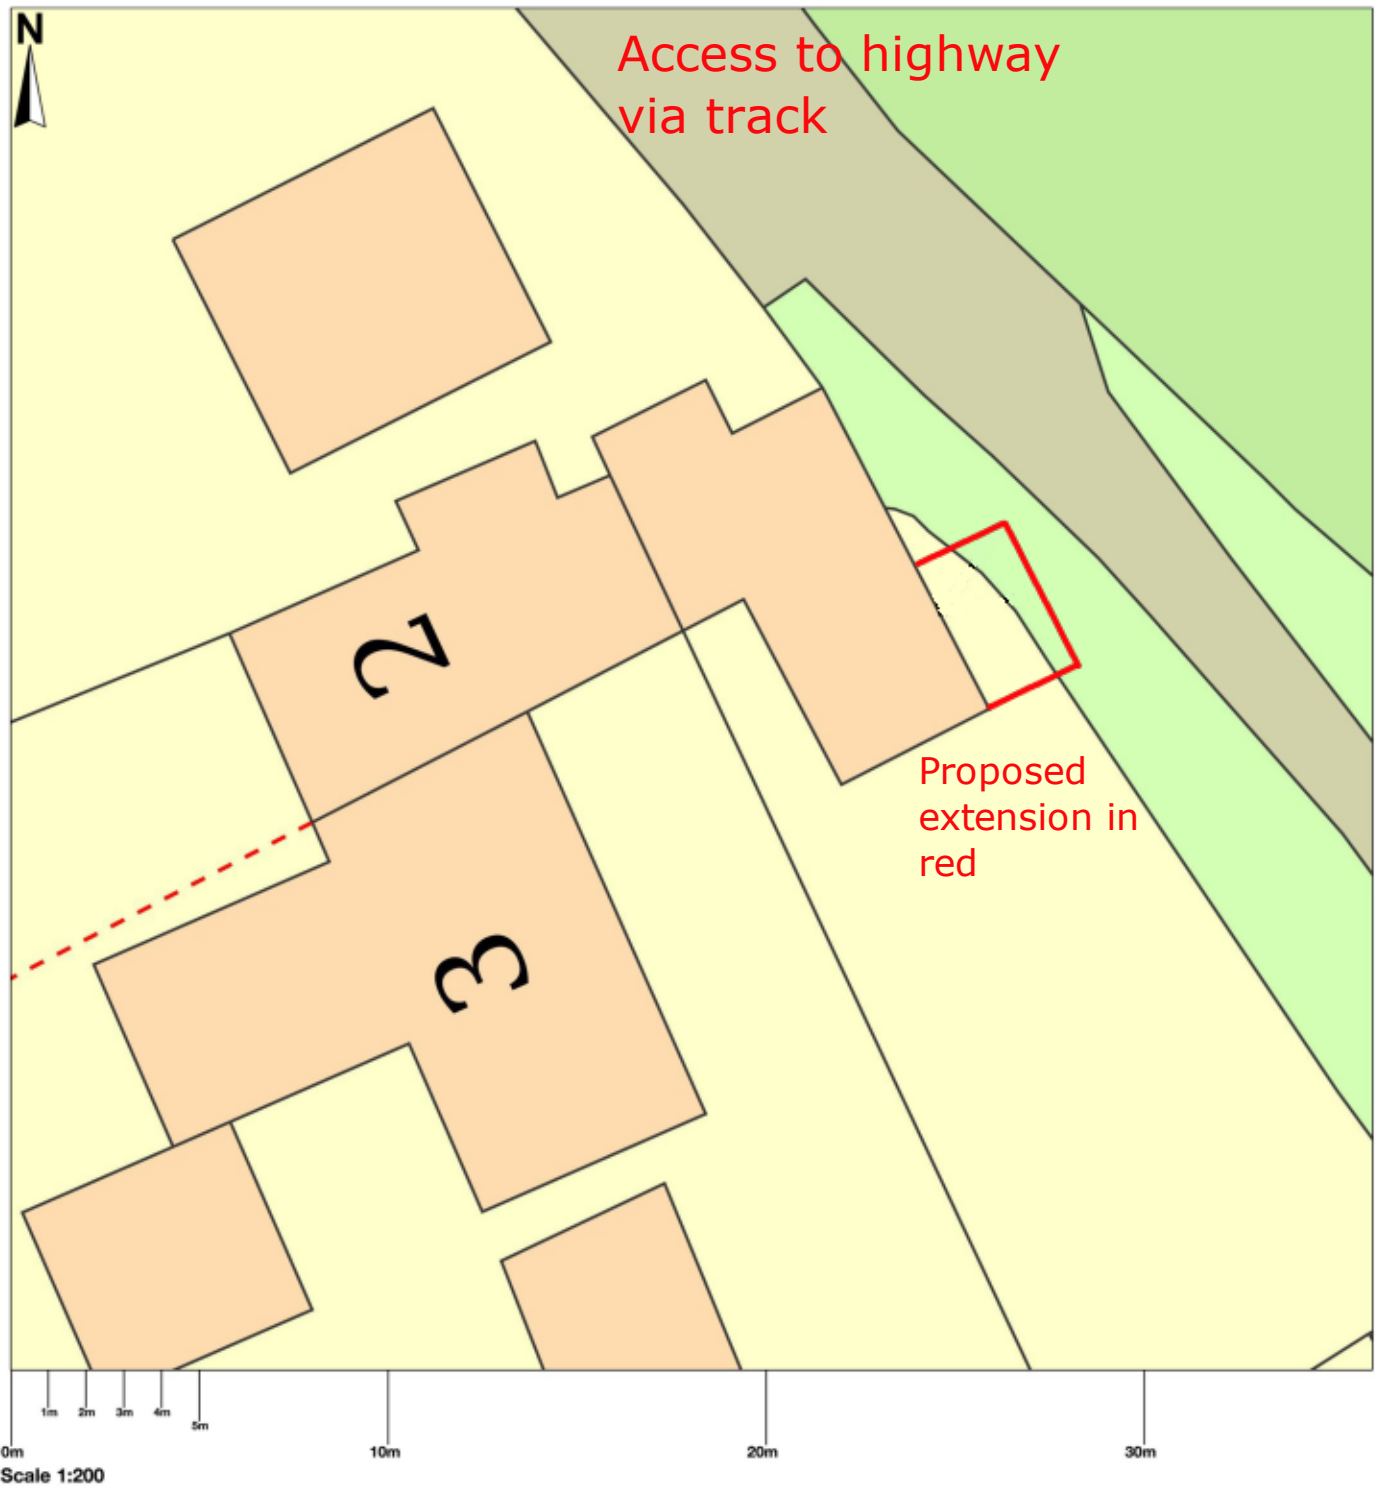 N
Access to highway
via track
2
Proposed
extension in
red
3
1m 2m 3m 4m
5m
0m 10m 20m 30m
Scale 1:200